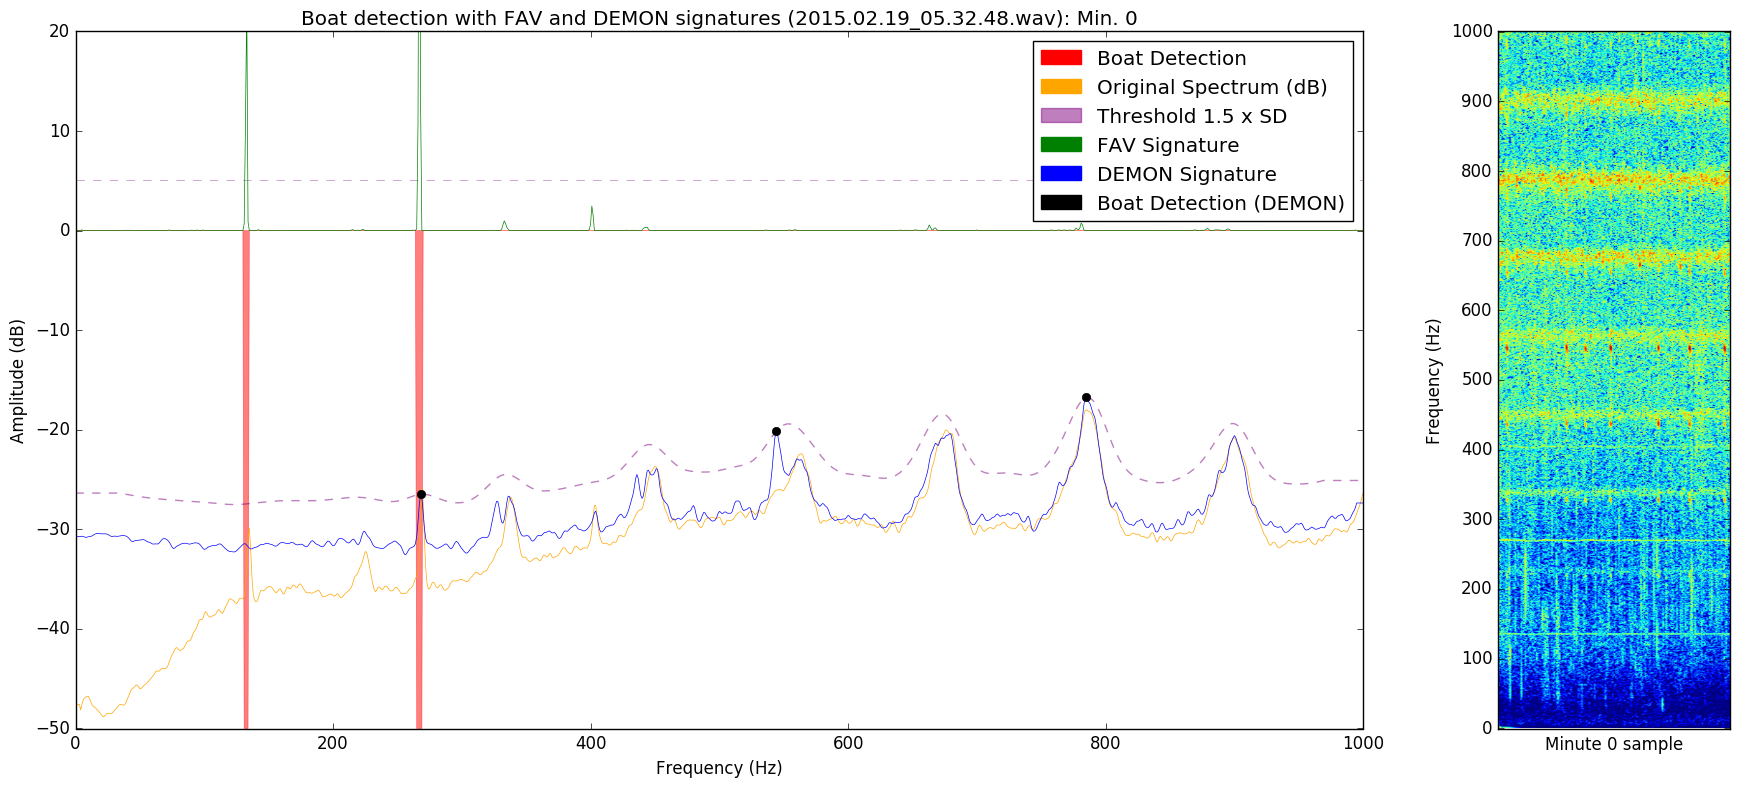 Boat detection with FAV and DEMON signatures (2015.02.19_05.32.48.wav): Min. 0
Boat Detection
Original Spectrum (dB)
Threshold 1.5 x SD
FAV Signature
DEMON Signature
Boat Detection (DEMON)
Amplitude (dB)
20
10
0
−10
−20
−30
−40
−50
0 200 400 600 800 1000
Frequency (Hz)
Frequency (Hz)
1000
900
800
700
600
500
400
300
200
100
0
Minute 0 sample